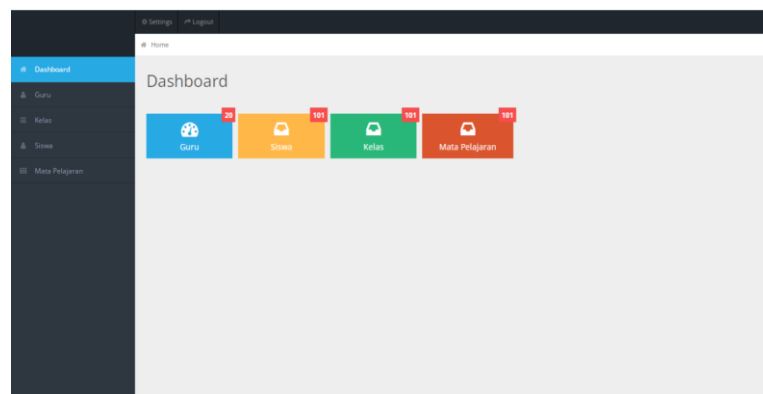 Settings Logout
Home
Dashboard
Guru
Kelas
Siswa
Mata Pelajaran
Dashboard
20 101 101 101
Guru Siswa Kelas Mata Pelajaran